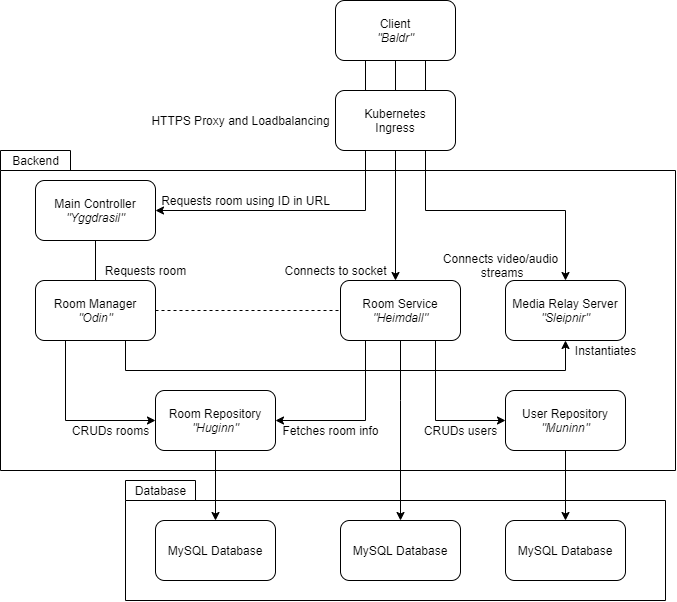 Client
"Baldr"
HTTPS Proxy and Loadbalancing
Kubernetes
Ingress
Backend
Main Controller
"Yggdrasil"
Requests room using ID in URL
Requests room
Connects to socket
Connects video/audio
streams
Room Manager
"Odin"
Room Service
"Heimdall"
Media Relay Server
"Sleipnir"
Instantiates
Room Repository
"Huginn"
User Repository
"Muninn"
CRUDs rooms
Fetches room info
CRUDs users
Database
MySQL Database
MySQL Database
MySQL Database